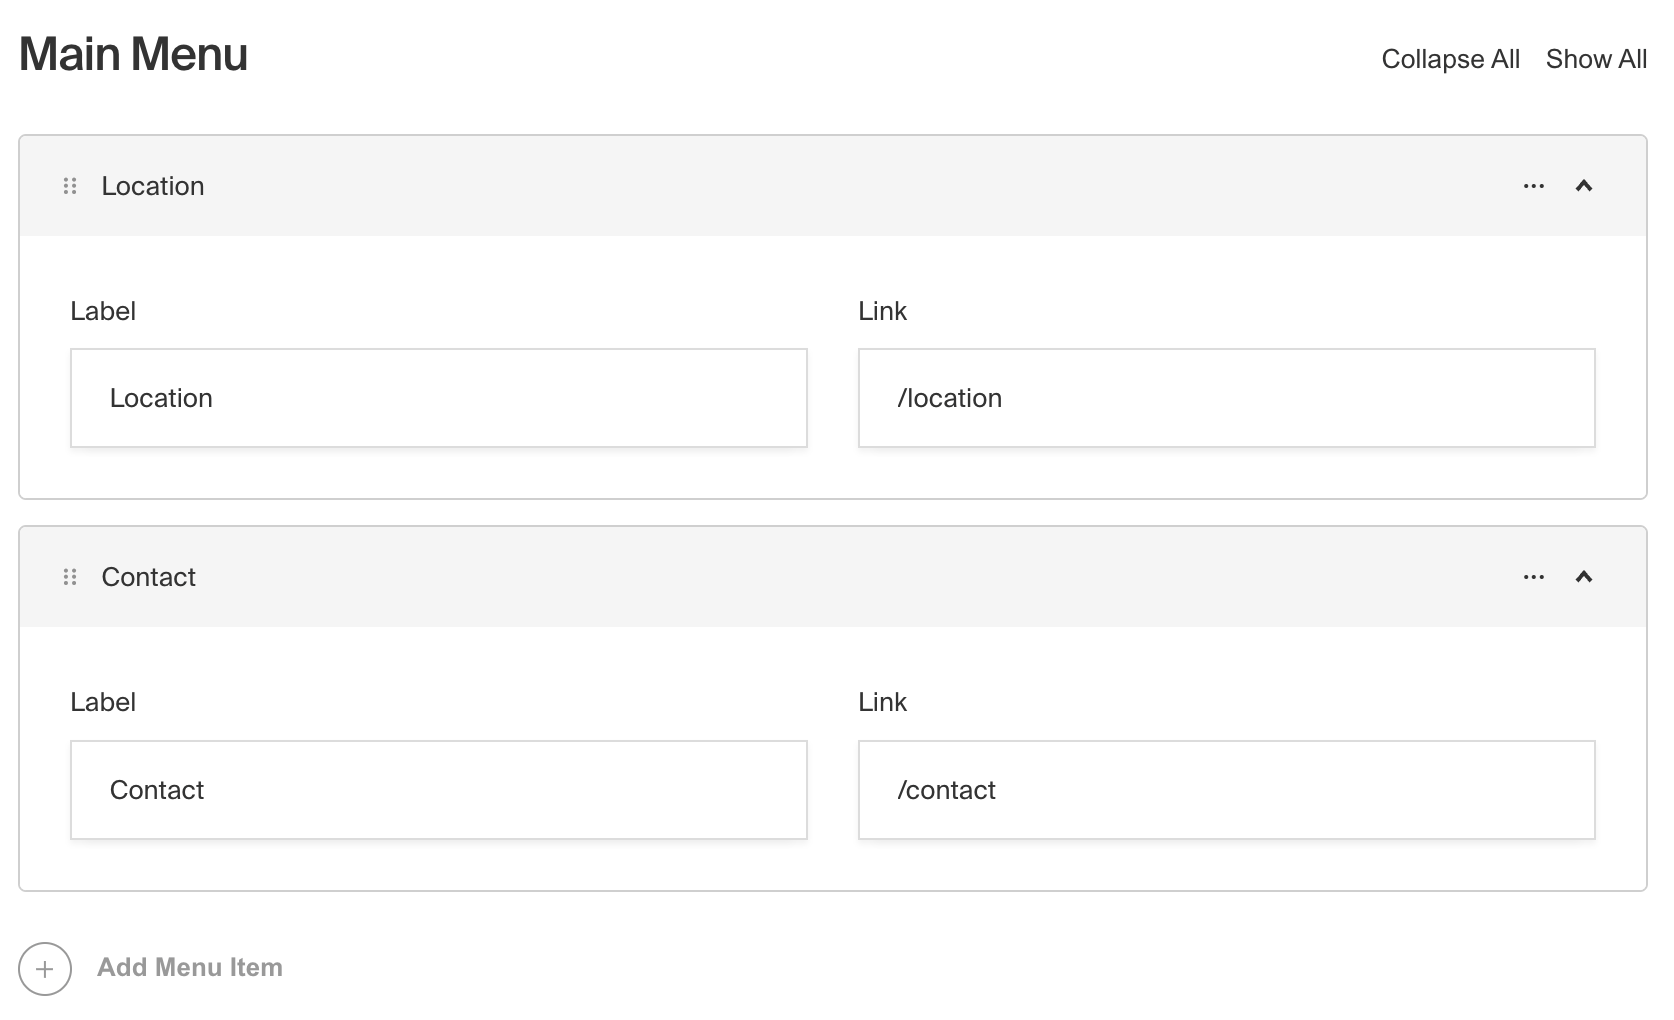 Main Menu
Collapse All Show All
Location
Label Link
Location /location
Contact
Label Link
Contact /contact
Add Menu Item